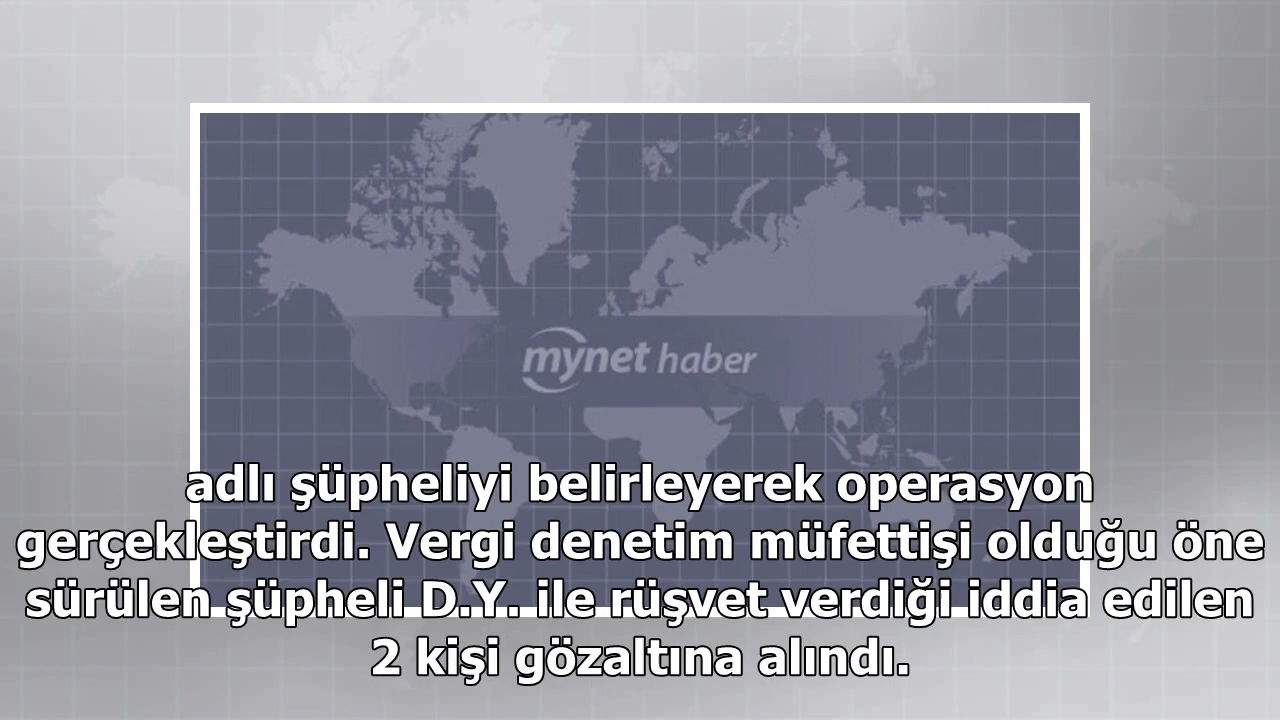 mynet haber
adlı şüpheliyi belirleyerek operasyon
gerçekleştirdi. Vergi denetim müfettişi olduğu öne
sürülen şüpheli D.Y. ile rüşvet verdiği iddia edilen
2 kişi gözaltına alındı.